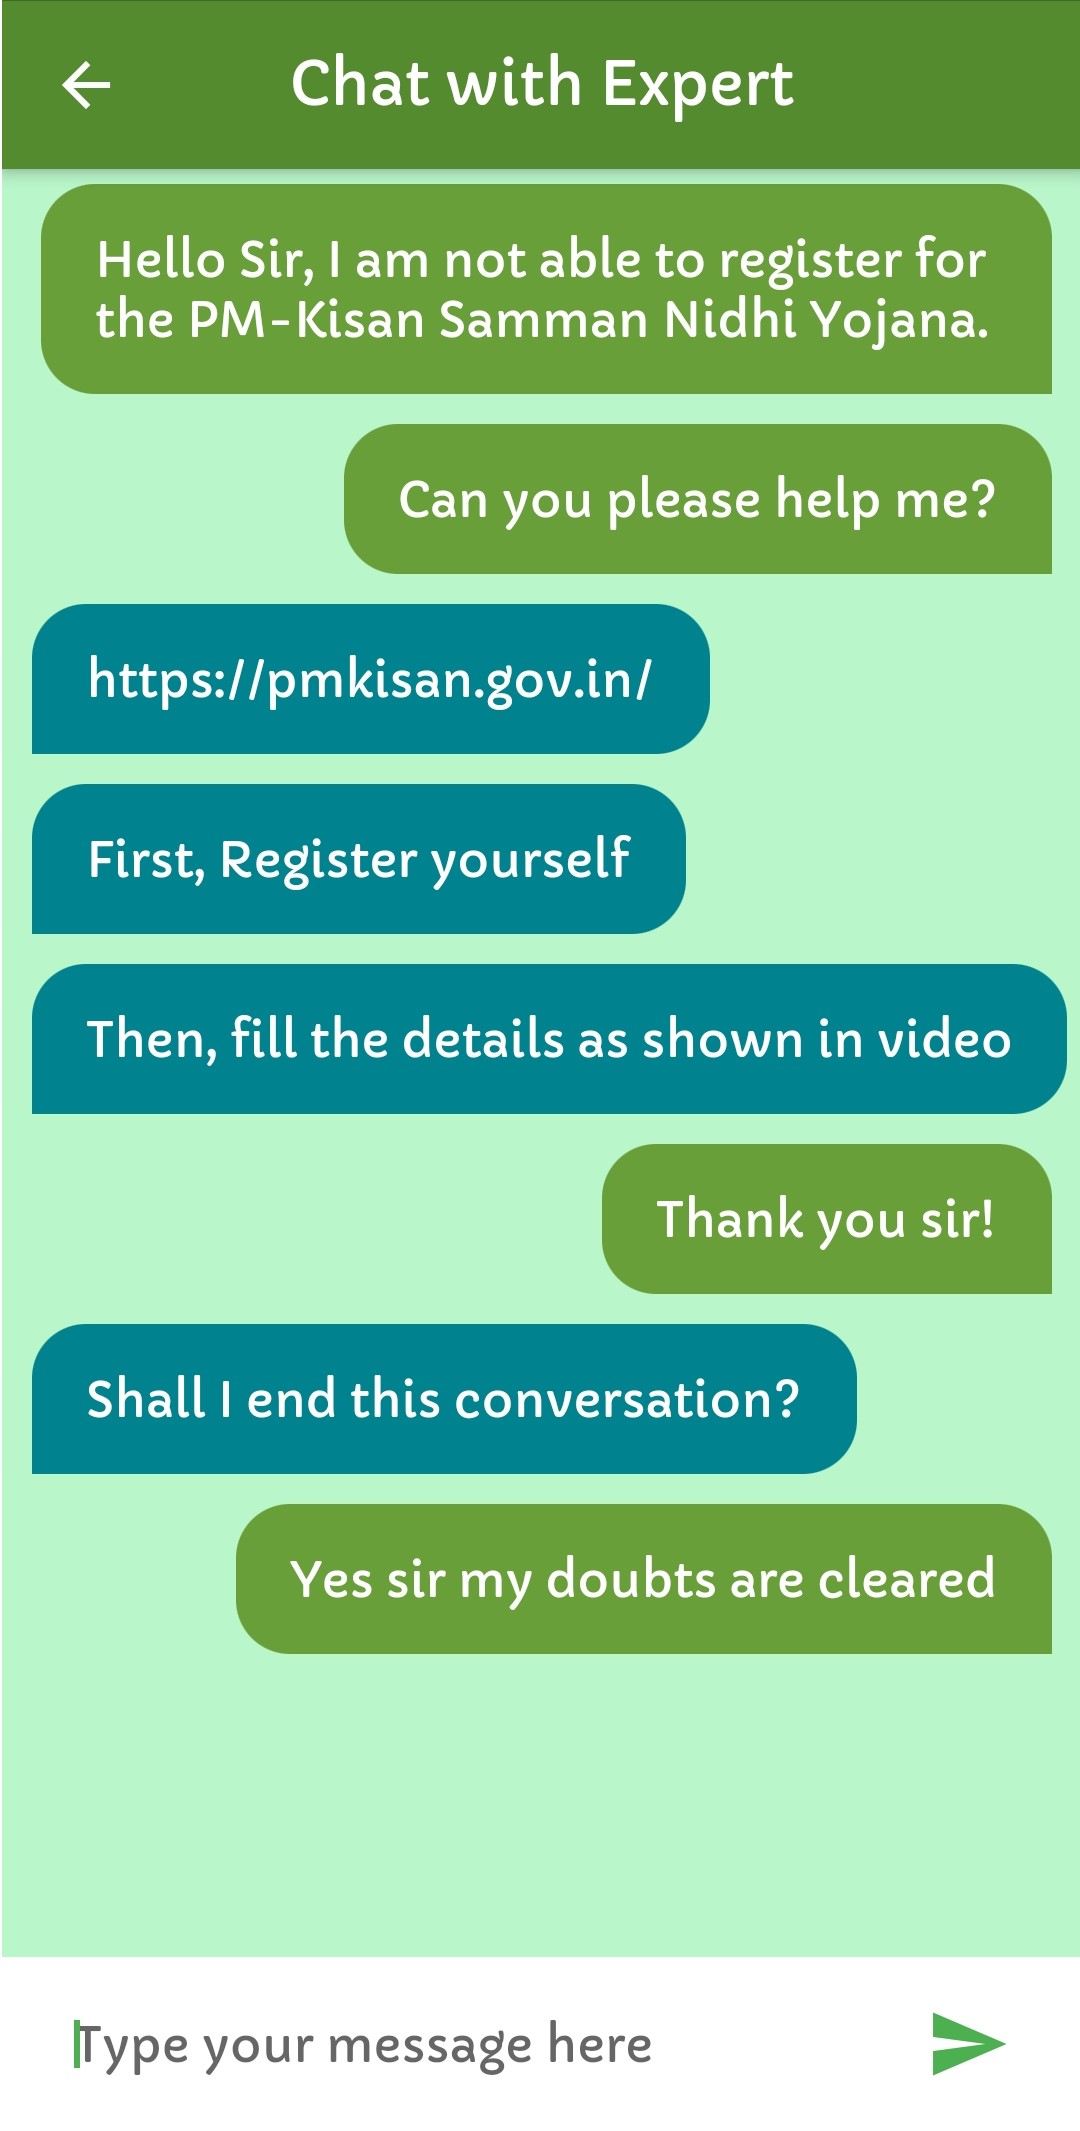 Chat with Expert
Hello Sir, I am not able to register for
the PM-Kisan Samman Nidhi Yojana.
Can you please help me?
https://pmkisan.gov.in/
First, Register yourself
Then, fill the details as shown in video
Thank you sir!
Shall I end this conversation?
Yes sir my doubts are cleared
Type your message here